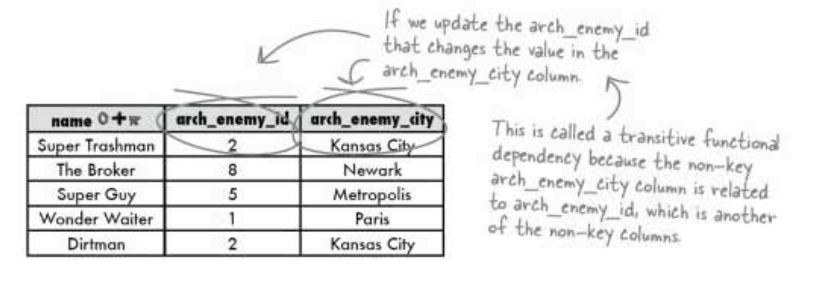 If we update the arch_enemy_id
that changes the value in the
arch_enemy_city column.
name arch_enemy_id arch_enemy_city
Super Trashman 2 Kansas City
The Broker 8 Newark
Super Guy 5 Metropolis
Wonder Waiter 1 Paris
Dirtman 2 Kansas City
This is called a transitive functional
dependency because the non-key
arch_enemy_city column is related
to arch_enemy_id, which is another
of the non-key columns.